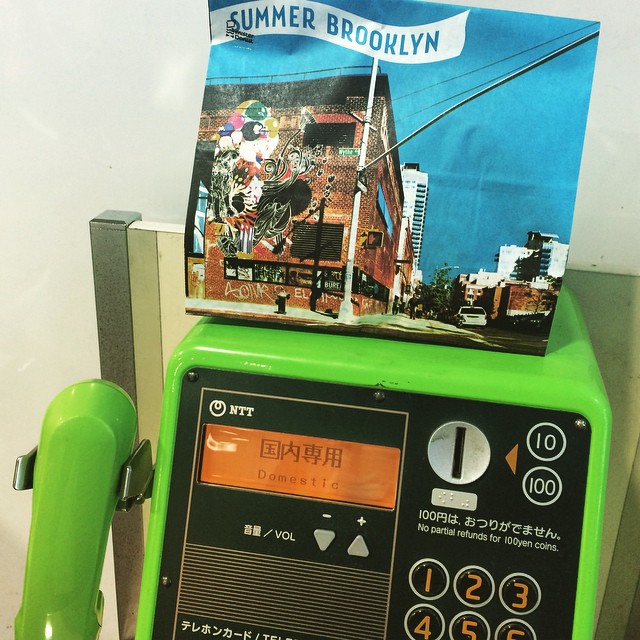 SUMMER BROOKLYN
NTT
国内専用
Domestic
音量／VOL
－ ＋
10
100
100円は、おつりがでません。
No partial refunds for 100yen coins.
1 2 3
4 5 6
テレホンカード / TELE